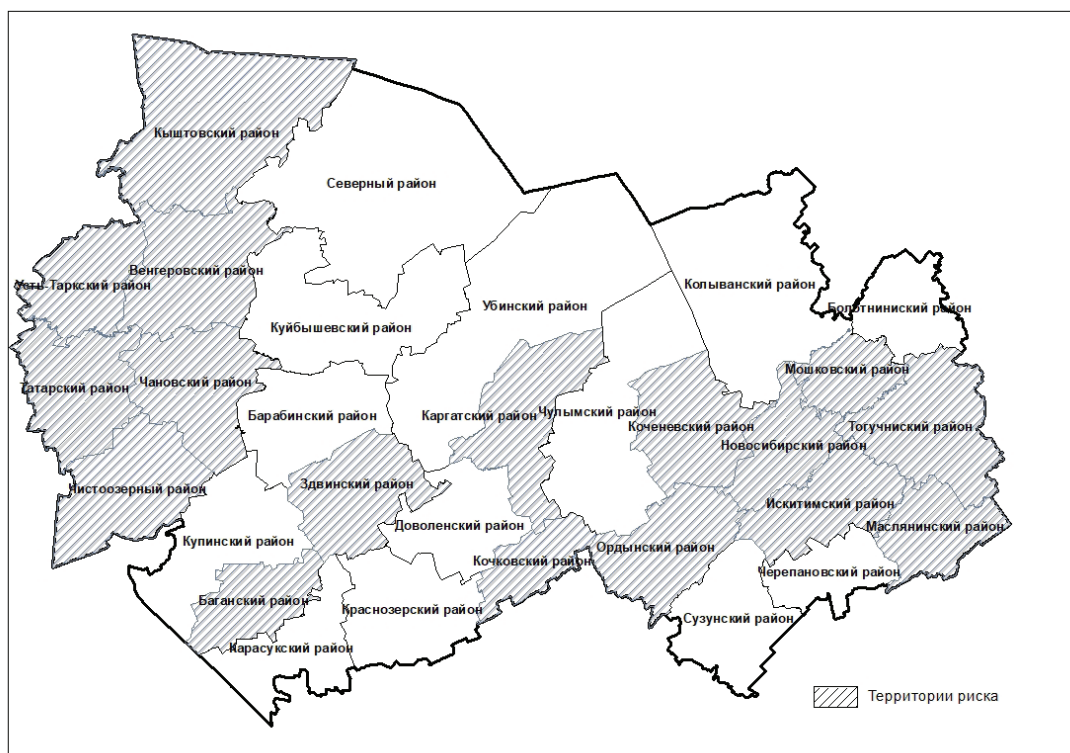 Кыштовский район
Северный район
Венгеровский район
Усть-Таркский район
Колыванский район
Убинский район
Болотниниский район
Куйбышевский район
Мошковский район
Татарский район
Чановский район
Барабинский район
Каргатский район
Чулымский район
Коченевский район
Тогучниский район
Новосибирский район
Чистоозерный район
Здвинский район
Искитимский район
Доволенский район
Маслянинский район
Купинский район
Ордынский район
Кочковский район
Черепановский район
Баганский район
Краснозерский район
Сузунский район
Карасукский район
Территории риска